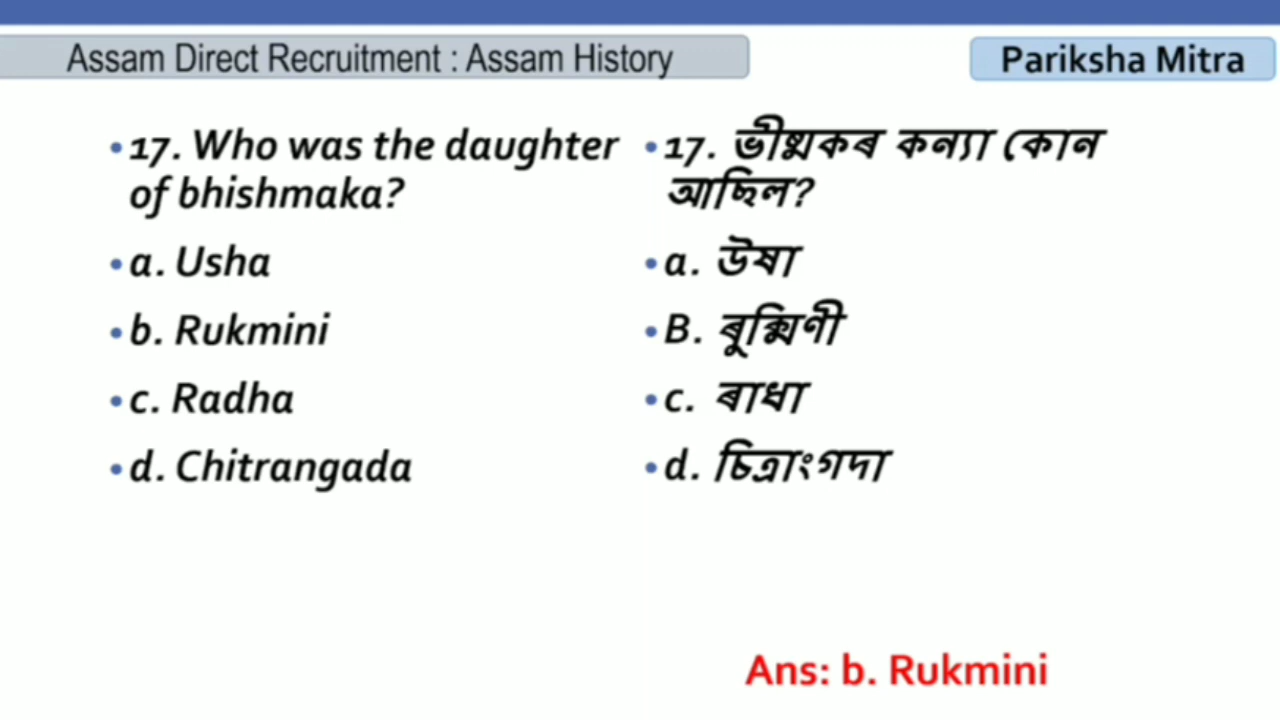 Assam Direct Recruitment : Assam History
Pariksha Mitra
• 17. Who was the daughter
of bhishmaka?
• a. Usha
• b. Rukmini
• c. Radha
• d. Chitrangada
• 17. ভীষ্মকৰ কন্যা কোন
আছিল?
• a. উষা
• B. ৰুক্মিণী
• c. ৰাধা
• d. চিত্ৰাংগদা
Ans: b. Rukmini